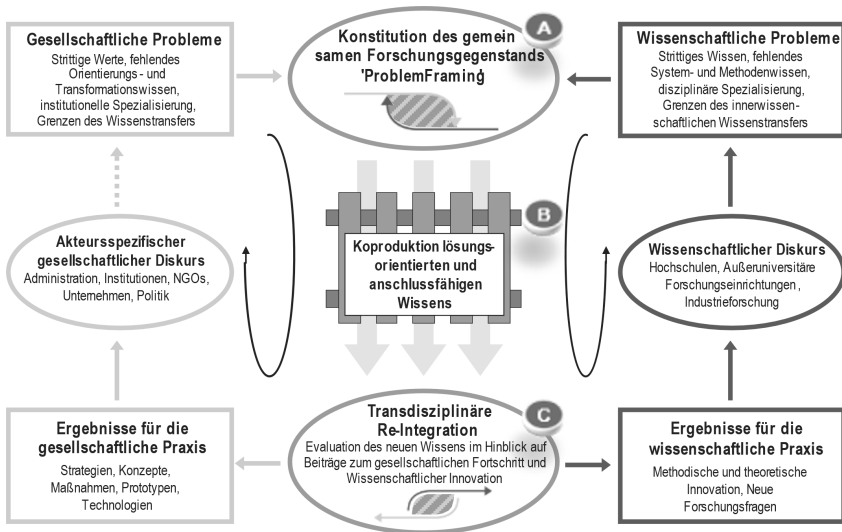 Gesellschaftliche Probleme
Strittige Werte, fehlendes
Orientierungs - und
Transformationswissen,
institutionelle Spezialisierung,
Grenzen des Wissenstransfers
Konstitution des gemein
samen Forschungsgegenstands
'ProblemFraming'
A
Wissenschaftliche Probleme
Strittiges Wissen, fehlendes
System- und Methodenwissen,
disziplinäre Spezialisierung,
Grenzen des innerwissen-
schaftlichen Wissenstransfers
Akteursspezifischer
gesellschaftlicher Diskurs
Administration, Institutionen, NGOs,
Unternehmen, Politik
B
Koproduktion lösungs-
orientierten und
anschlussfähigen
Wissens
Wissenschaftlicher Diskurs
Hochschulen, Außeruniversitäre
Forschungseinrichtungen ,
Industrieforschung
Ergebnisse für die
gesellschaftliche Praxis
Strategien, Konzepte,
Maßnahmen, Prototypen,
Technologien
C
Transdisziplinäre
Re-Integration
Evaluation des neuen Wissens im Hinblick auf
Beiträge zum gesellschaftlichen Fortschritt und
Wissenschaftlicher Innovation
Ergebnisse für die
wissenschaftliche Praxis
Methodische und theoretische
Innovation, Neue
Forschungsfragen